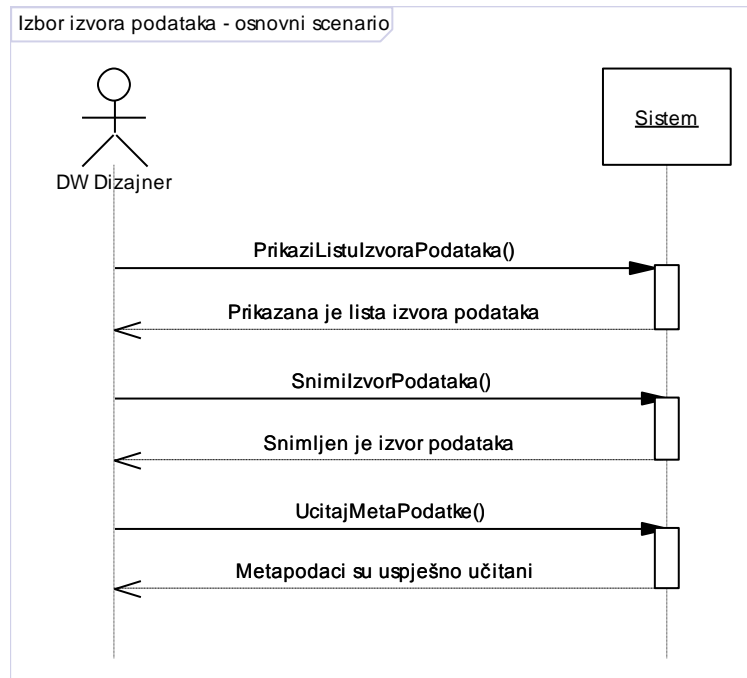 Izbor izvora podataka - osnovni scenario
Sistem
DW Dizajner
PrikaziListuIzvoraPodataka()
Prikazana je lista izvora podataka
SnimiIzvorPodataka()
Snimljen je izvor podataka
UcitajMetaPodatke()
Metapodaci su uspješno učitani